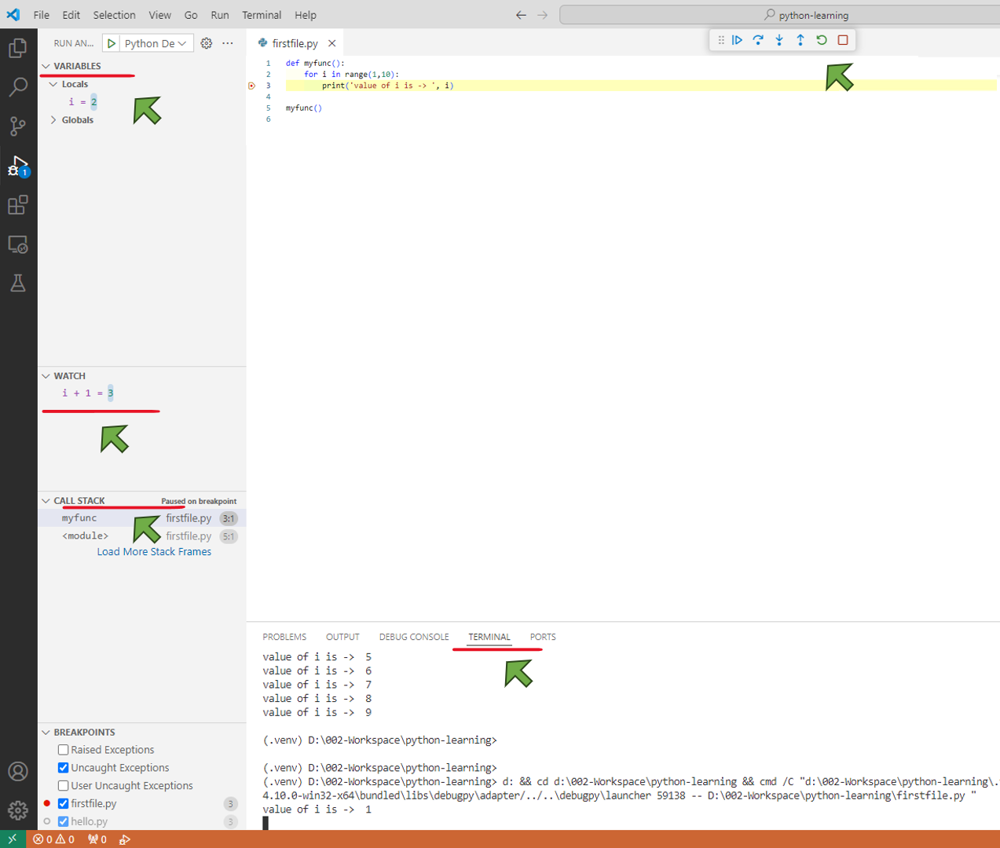 File Edit Selection View Go Run Terminal Help
python-learning
RUN AN... Python De
VARIABLES
Locals
i = 2
Globals
WATCH
i + 1 = 3
CALL STACK Paused on breakpoint
myfunc firstfile.py 3:1
<module> firstfile.py 5:1
Load More Stack Frames
BREAKPOINTS
Raised Exceptions
Uncaught Exceptions
User Uncaught Exceptions
firstfile.py 3
hello.py 3
1
firstfile.py
1 def myfunc():
2 for i in range(1,10):
3 print('value of i is -> ', i)
4
5 myfunc()
6
PROBLEMS OUTPUT DEBUG CONSOLE TERMINAL PORTS
value of i is -> 5
value of i is -> 6
value of i is -> 7
value of i is -> 8
value of i is -> 9
(.venv) D:\002-Workspace\python-learning>
(.venv) D:\002-Workspace\python-learning>
(.venv) D:\002-Workspace\python-learning> d: && cd d:\002-Workspace\python-learning && cmd /C "d:\002-Workspace\python-learning\.
4.10.0-win32-x64\bundled\libs\debugpy\adapter/../..\debugpy\launcher 59138 -- D:\002-Workspace\python-learning\firstfile.py "
value of i is -> 1
0 0 0